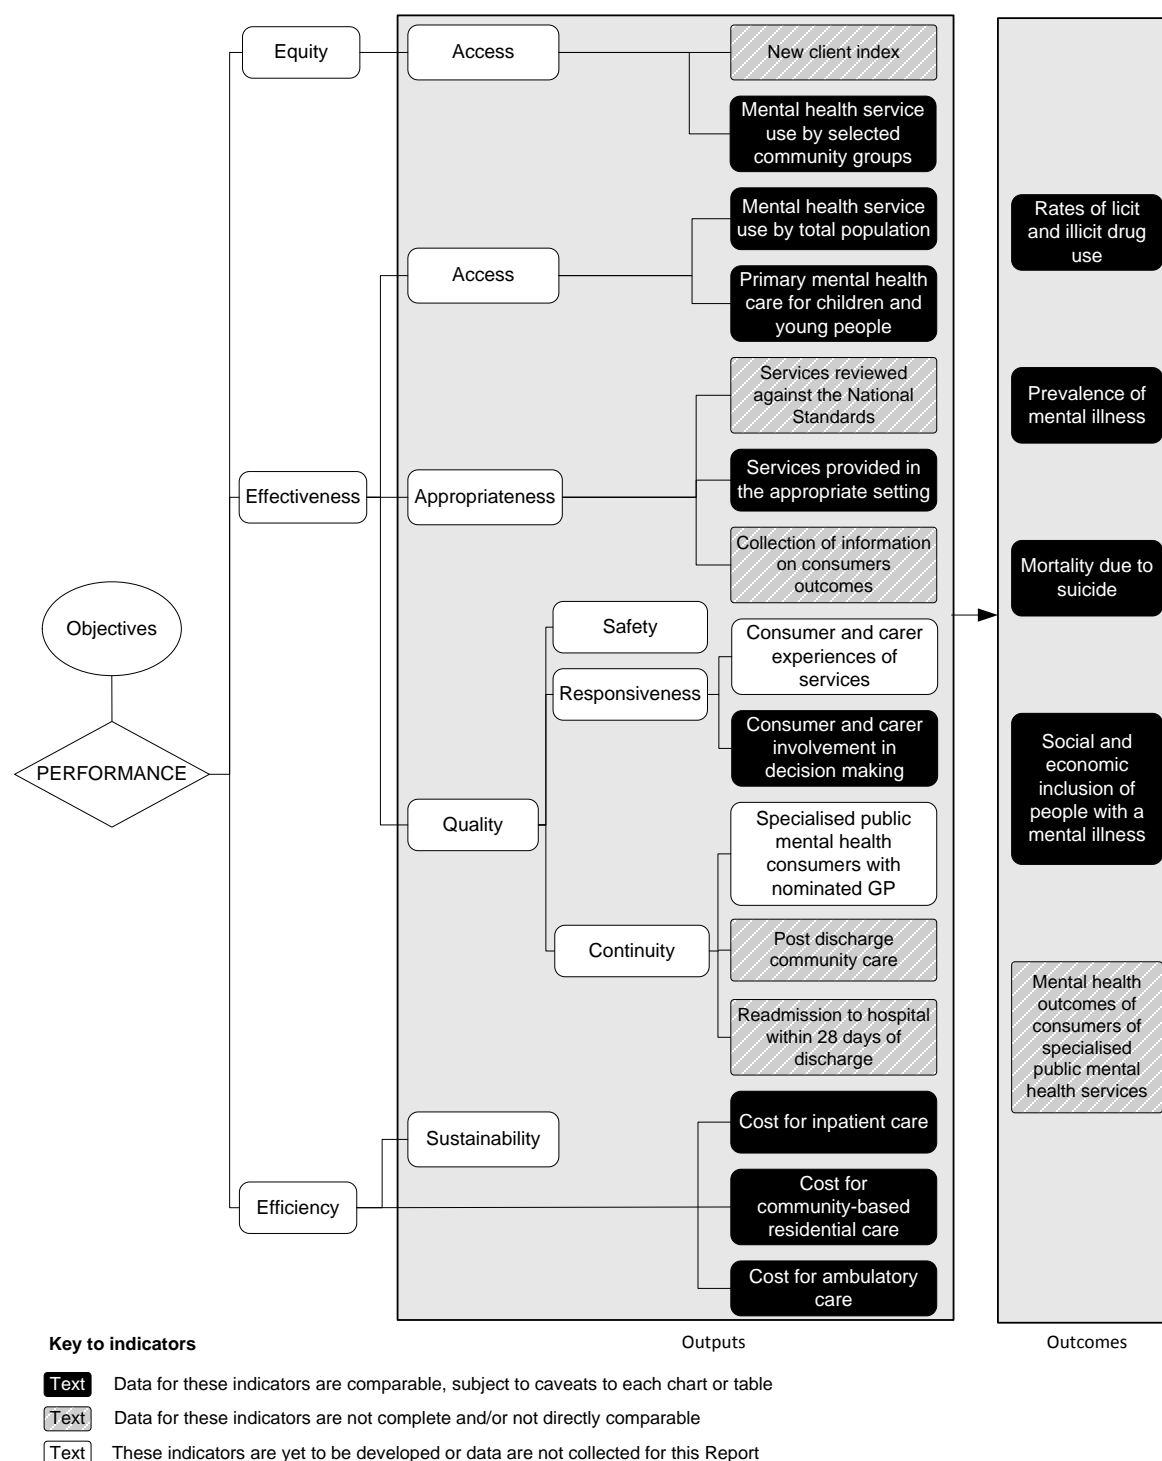 Equity
Access
New client index
Mental health service
use by selected
community groups
Mental health service
use by total population
Access
Primary mental health
care for children and
young people
Services reviewed
against the National
Standards
Effectiveness
Appropriateness
Services provided in
the appropriate setting
Collection of information
on consumers
outcomes
Objectives
PERFORMANCE
Safety
Responsiveness
Consumer and carer
experiences of
services
Consumer and carer
involvement in
decision making
Quality
Specialised public
mental health
consumers with
nominated GP
Continuity
Post discharge
community care
Readmission to hospital
within 28 days of
discharge
Sustainability
Cost for inpatient care
Efficiency
Cost for
community-based
residential care
Cost for ambulatory
care
Rates of licit
and illicit drug
use
Prevalence of
mental illness
Mortality due to
suicide
Social and
economic
inclusion of
people with a
mental illness
Mental health
outcomes of
consumers of
specialised
public mental
health services
Outputs
Outcomes
Key to indicators
Text Data for these indicators are comparable, subject to caveats to each chart or table
Text Data for these indicators are not complete and/or not directly comparable
Text These indicators are yet to be developed or data are not collected for this Report